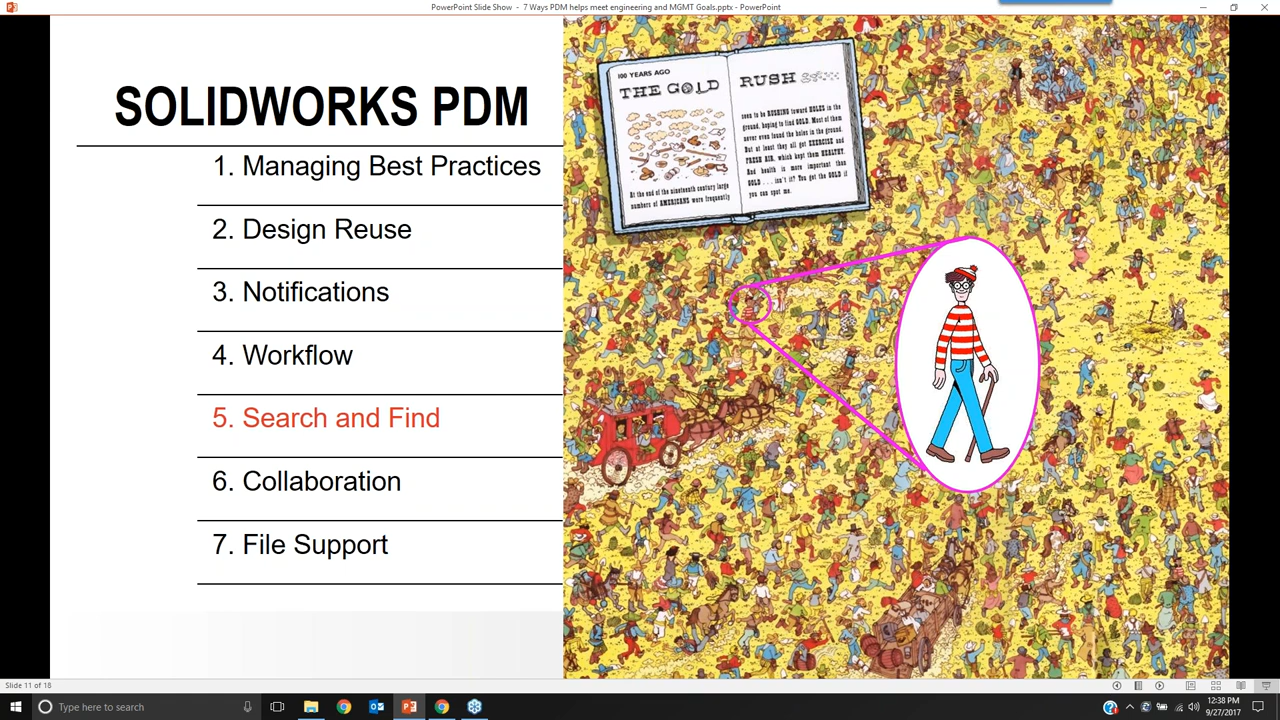 PowerPoint Slide Show - 7 Ways PDM helps meet engineering and MGMT Goals.pptx - PowerPoint
SOLIDWORKS PDM
1. Managing Best Practices
2. Design Reuse
3. Notifications
4. Workflow
5. Search and Find
6. Collaboration
7. File Support
100 YEARS AGO
THE GOLD
At the end of the nineteenth century large
numbers of AMERICANS were frequently
RUSH
seen to be RUSHING toward HOLES in the
ground, hoping to find GOLD. Most of them
never even found the holes in the ground.
But at least they all got EXERCISE and
FRESH AIR, which kept them HEALTHY.
And health is more important than
GOLD . . . isn't it? You get the GOLD if
you can spot me.
Slide 11 of 18
Type here to search
12:38 PM
9/27/2017